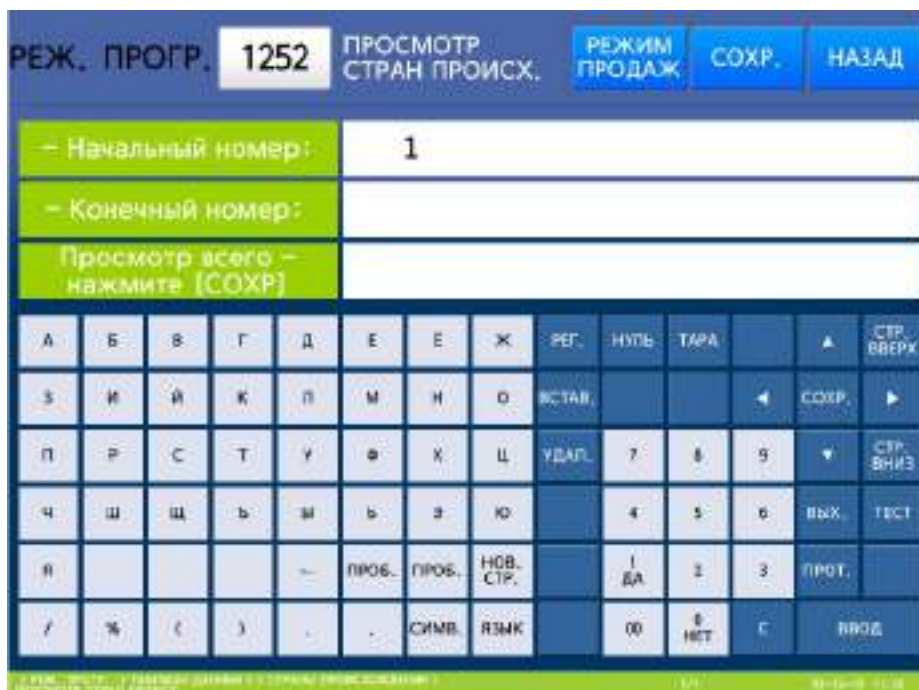 РЕЖ. ПРОГР. 1252 ПРОСМОТР СТРАН ПРОИСХ. РЕЖИМ ПРОДАЖ СОХР. НАЗАД
- Начальный номер: 1
- Конечный номер:
Просмотр всего -
нажмите [СОХР]
А Б В Г Д Е Ё Ж РЕГ. НУЛЬ ТАРА ▲ СТР. ВВЕРХ
З И Й К Л М Н О ВСТАВ. ◄ СОХР. ►
П Р С Т У Ф Х Ц УДАЛ. 7 8 9 ▼ СТР. ВНИЗ
Ч Ш Щ Ъ Ы Ь Э Ю 4 5 6 ВЫХ. ТЕСТ
Я ← ПРОБ. ПРОБ. НОВ. СТР. 1 ДА 2 3 ПРОТ.
/ % ( ) , . СИМВ. ЯЗЫК 00 0 НЕТ С ВВОД